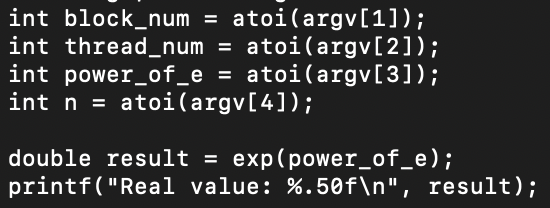 int block_num = atoi(argv[1]);
int thread_num = atoi(argv[2]);
int power_of_e = atoi(argv[3]);
int n = atoi(argv[4]);
double result = exp(power_of_e);
printf("Real value: %.50f\n", result);